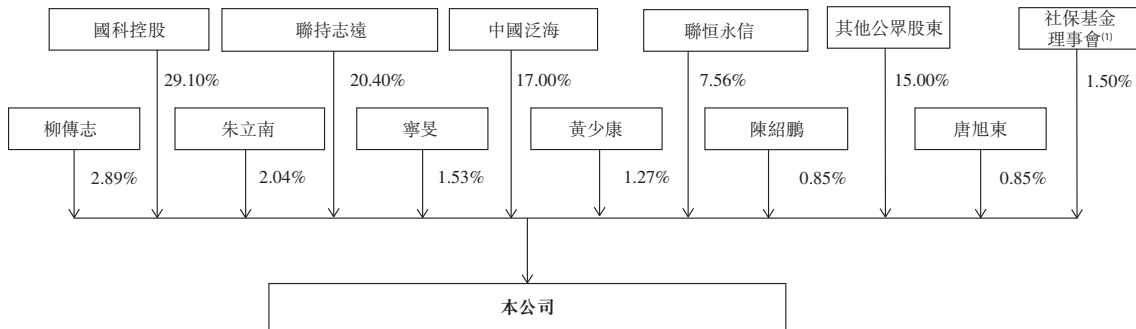 國科控股
聯持志遠
中國泛海
聯恒永信
其他公眾股東
社保基金
理事會(1)
29.10%
20.40%
17.00%
7.56%
15.00%
1.50%
柳傳志
朱立南
寧旻
黃少康
陳紹鵬
唐旭東
2.89%
2.04%
1.53%
1.27%
0.85%
0.85%
本公司